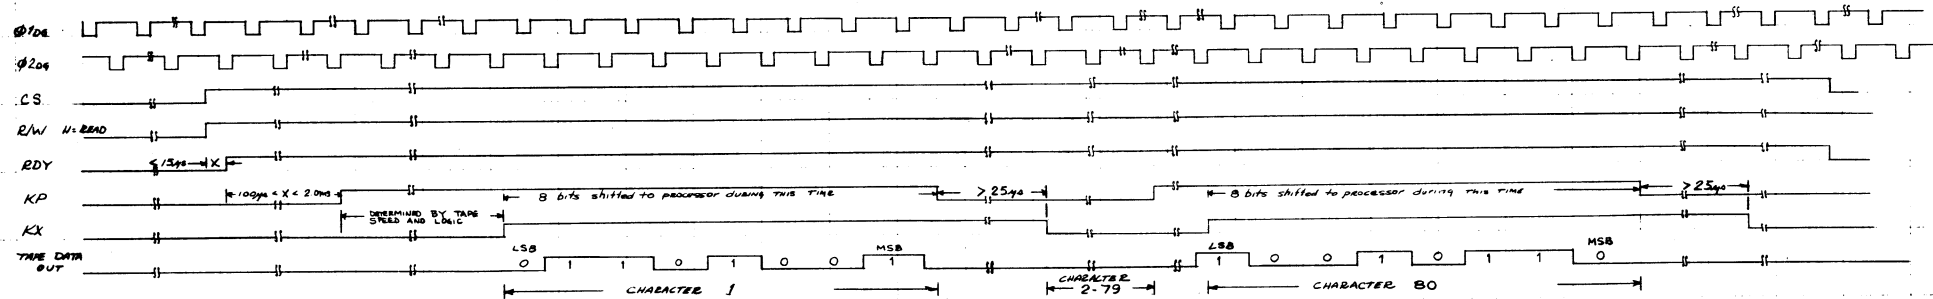 Ø1DG
Ø2DG
CS
R/W H=READ
RDY ≤15µs X
KP 100µs < X < 2.0ms 8 bits shifted to processor during this time >25µs 8 bits shifted to processor during this time >25µs
DETERMINED BY TAPE
SPEED AND LOGIC
KX
LSB MSB LSB MSB
TAPE DATA
OUT
0 1 1 0 1 0 0 1 1 0 0 1 0 1 1 0
CHARACTER 1
CHARACTER
2-79
CHARACTER 80